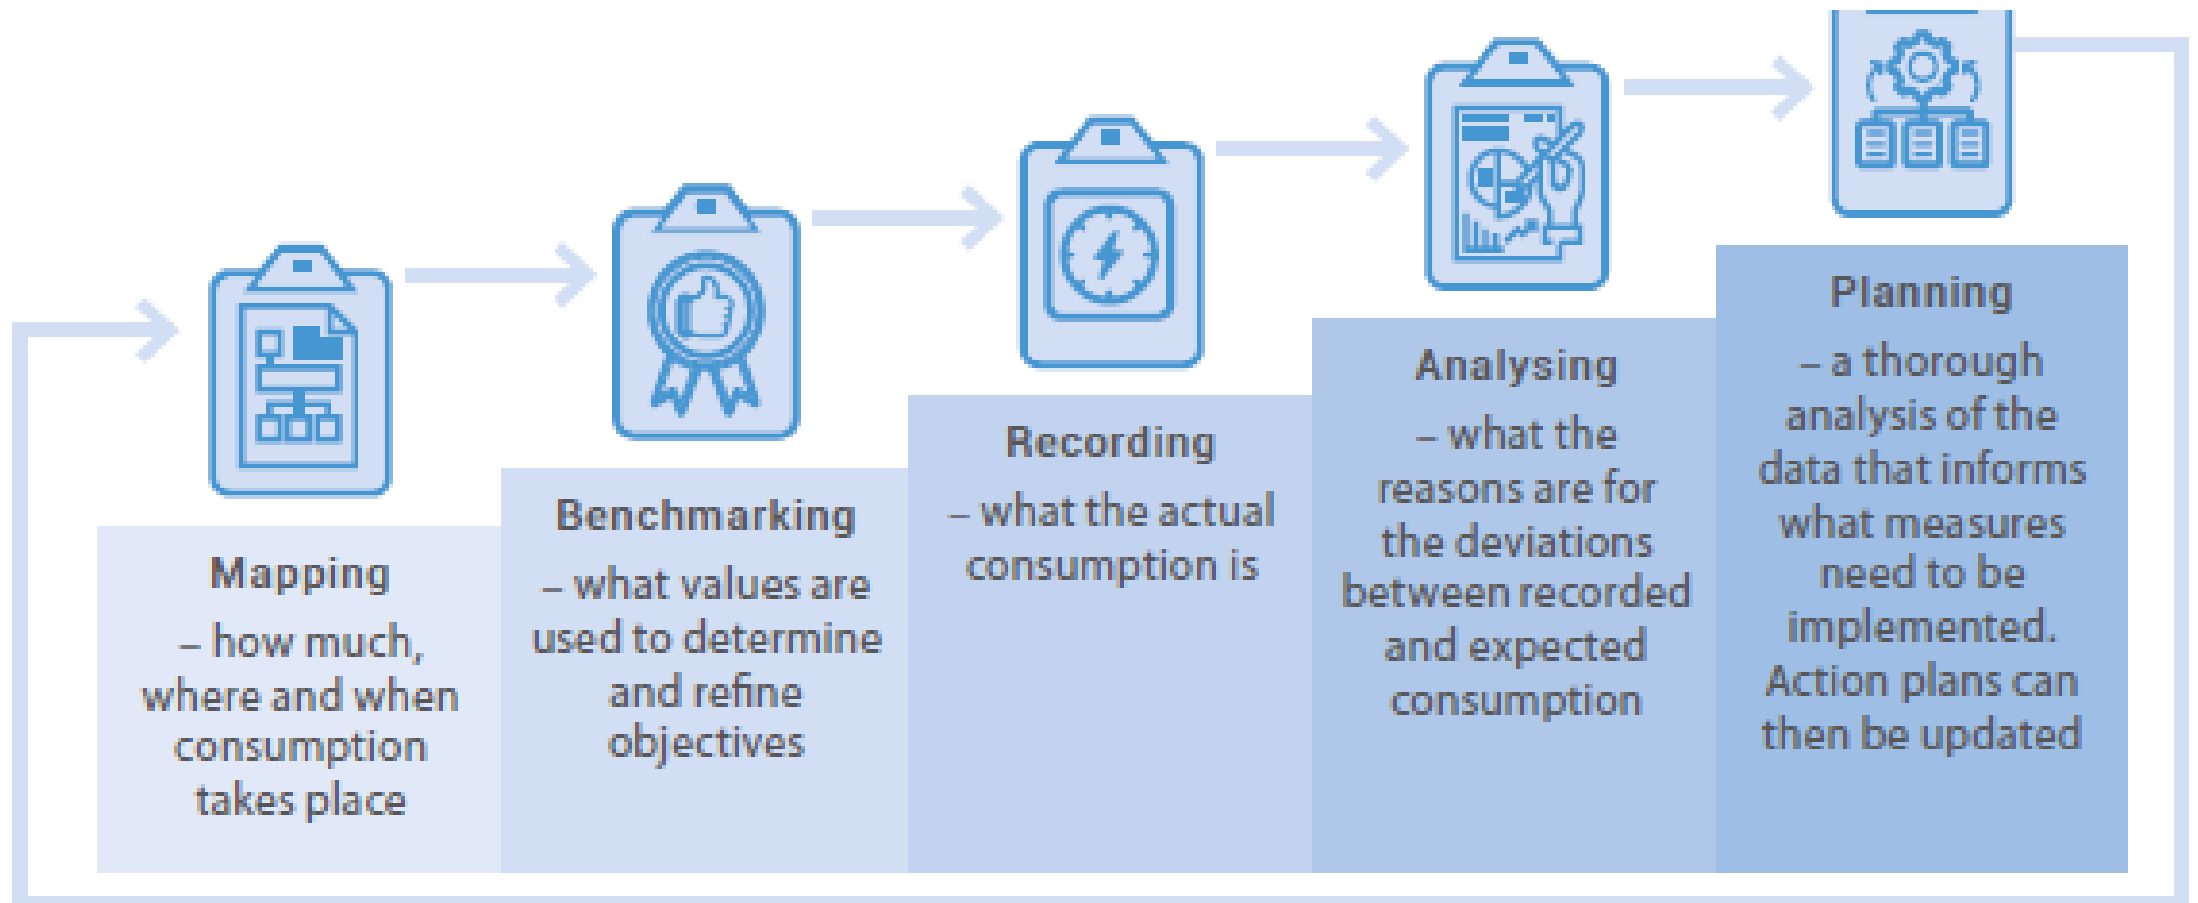 Mapping
– how much,
where and when
consumption
takes place
Benchmarking
– what values are
used to determine
and refine
objectives
Recording
– what the actual
consumption is
Analysing
– what the
reasons are for
the deviations
between recorded
and expected
consumption
Planning
– a thorough
analysis of the
data that informs
what measures
need to be
implemented.
Action plans can
then be updated